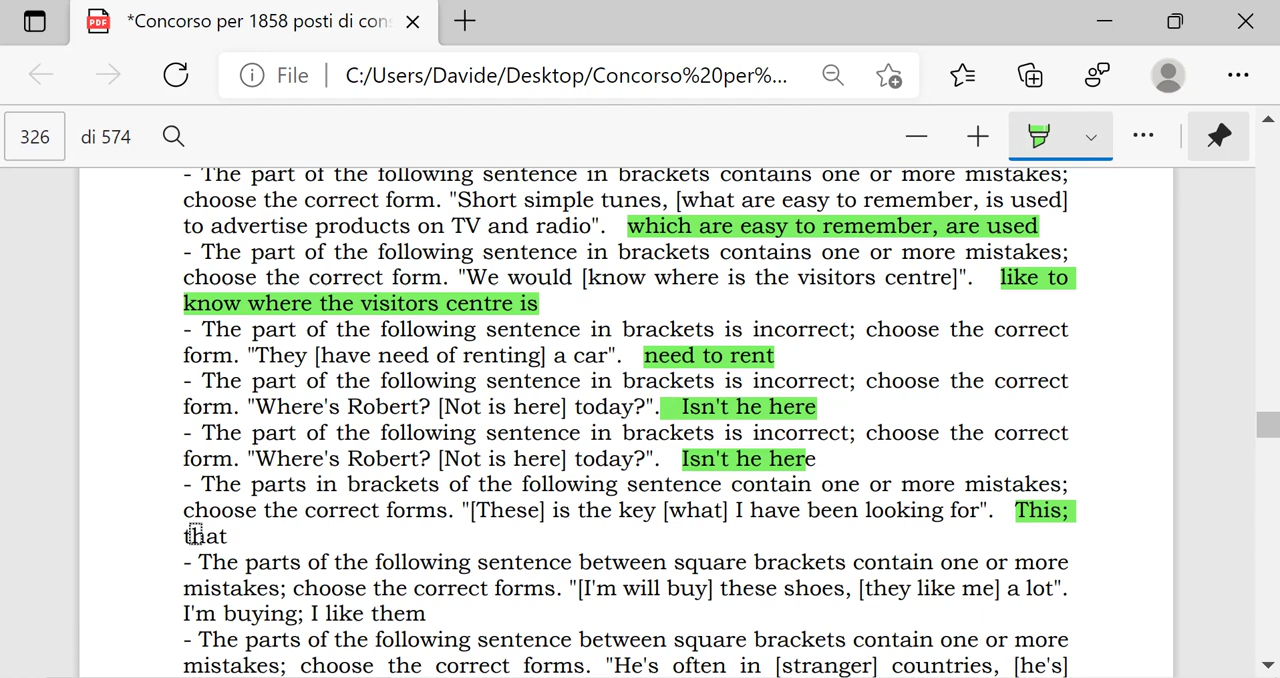 *Concorso per 1858 posti di con
File
C:/Users/Davide/Desktop/Concorso%20per%...
326 di 574
- The part of the following sentence in brackets contains one or more mistakes;
choose the correct form. "Short simple tunes, [what are easy to remember, is used]
to advertise products on TV and radio". which are easy to remember, are used
- The part of the following sentence in brackets contains one or more mistakes;
choose the correct form. "We would [know where is the visitors centre]". like to
know where the visitors centre is
- The part of the following sentence in brackets is incorrect; choose the correct
form. "They [have need of renting] a car". need to rent
- The part of the following sentence in brackets is incorrect; choose the correct
form. "Where's Robert? [Not is here] today?". Isn't he here
- The part of the following sentence in brackets is incorrect; choose the correct
form. "Where's Robert? [Not is here] today?". Isn't he here
- The parts in brackets of the following sentence contain one or more mistakes;
choose the correct forms. "[These] is the key [what] I have been looking for". This;
that
- The parts of the following sentence between square brackets contain one or more
mistakes; choose the correct forms. "[I'm will buy] these shoes, [they like me] a lot".
I'm buying; I like them
- The parts of the following sentence between square brackets contain one or more
mistakes; choose the correct forms. "He's often in [stranger] countries, [he's]